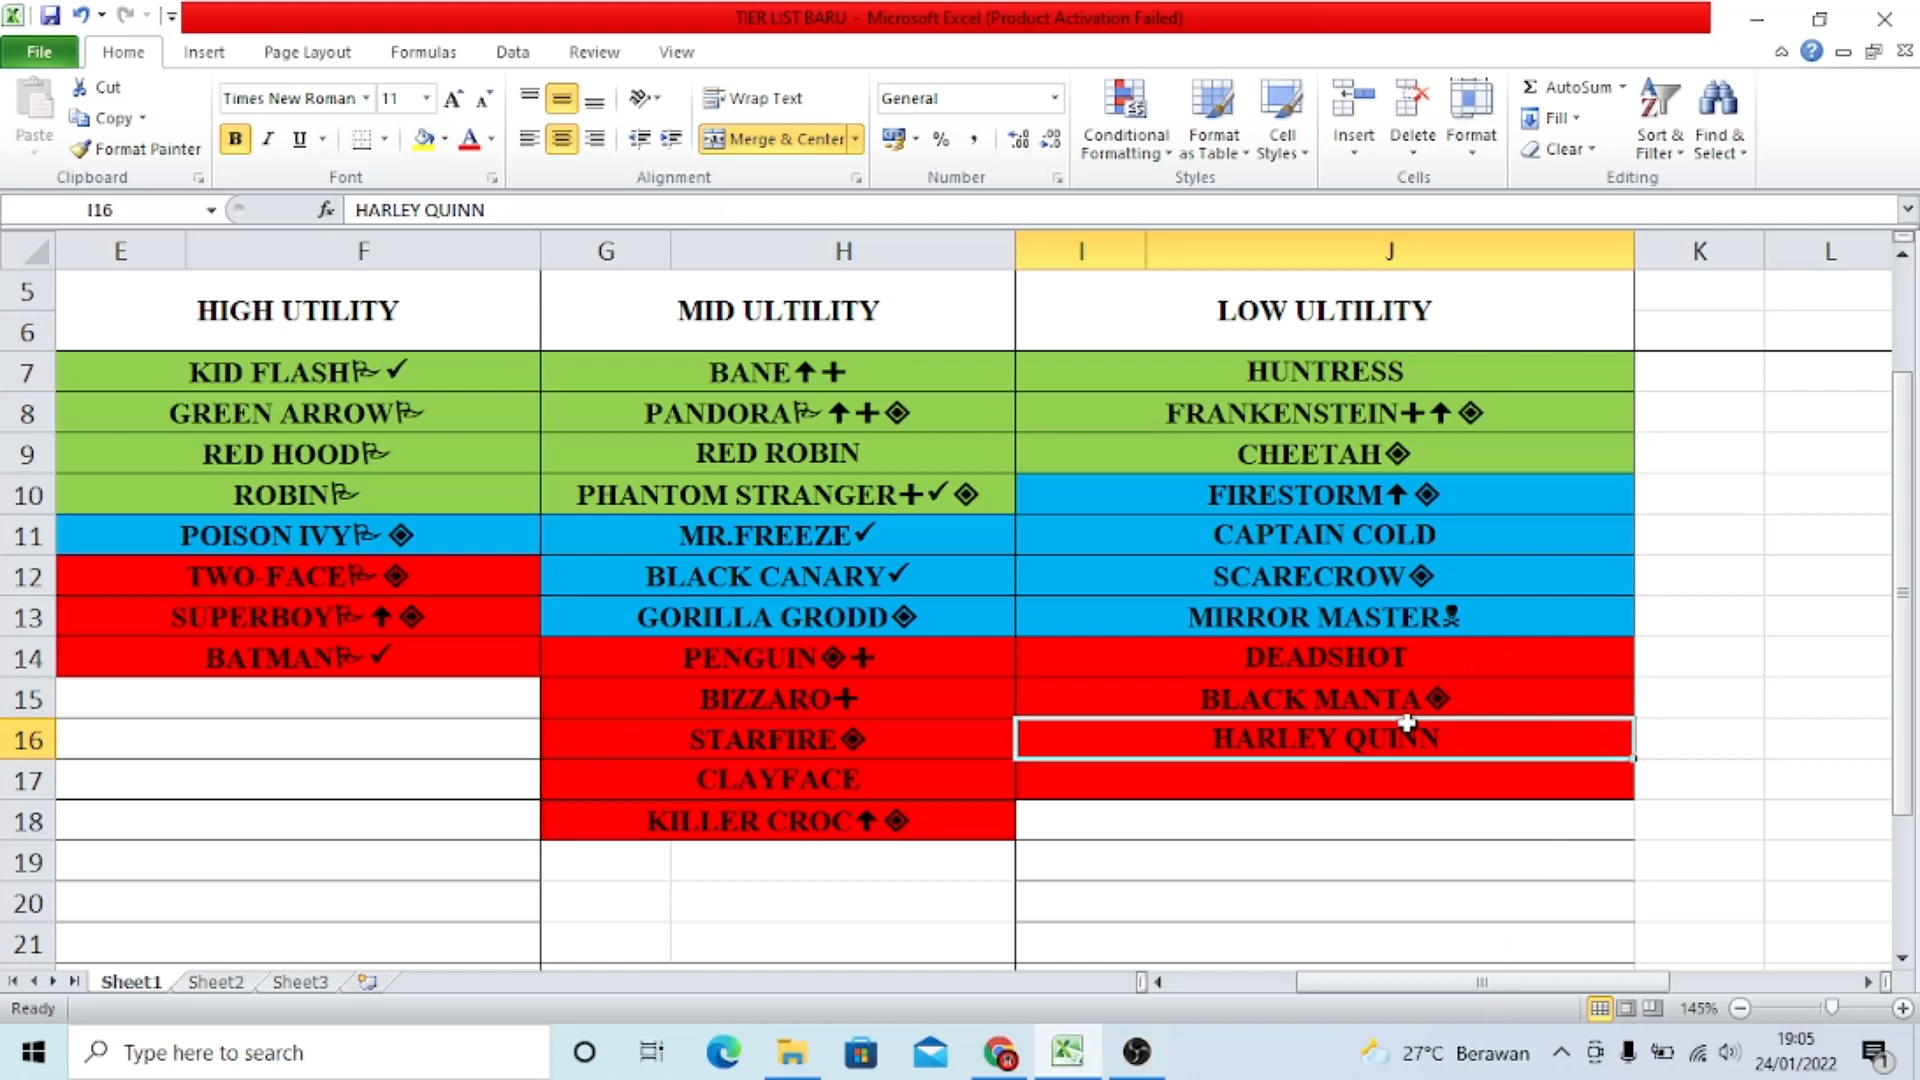 TIER LIST BARU - Microsoft Excel (Product Activation Failed)
File Home Insert Page Layout Formulas Data Review View
Paste Cut Copy Format Painter
Times New Roman 11
B I U
Wrap Text
Merge & Center
General
% ,
Conditional Formatting Format as Table Cell Styles
Insert Delete Format
Σ AutoSum Fill Clear
Sort & Filter Find & Select
Clipboard Font Alignment Number Styles Cells Editing
I16 fx HARLEY QUINN
E F G H I J K L
5 HIGH UTILITY MID ULTILITY LOW ULTILITY
6
7 KID FLASH✓ BANE🡅+ HUNTRESS
8 GREEN ARROW PANDORA🡅+◈ FRANKENSTEIN+🡅◈
9 RED HOOD RED ROBIN CHEETAH◈
10 ROBIN PHANTOM STRANGER+✓◈ FIRESTORM🡅◈
11 POISON IVY◈ MR.FREEZE✓ CAPTAIN COLD
12 TWO-FACE◈ BLACK CANARY✓ SCARECROW◈
13 SUPERBOY🡅◈ GORILLA GRODD◈ MIRROR MASTER☠
14 BATMAN✓ PENGUIN◈+ DEADSHOT
15 BIZZARO+ BLACK MANTA◈
16 STARFIRE◈ HARLEY QUINN
17 CLAYFACE
18 KILLER CROC🡅◈
19
20
21
Sheet1 Sheet2 Sheet3
Ready 145%
Type here to search 27°C Berawan 19:05
24/01/2022
1